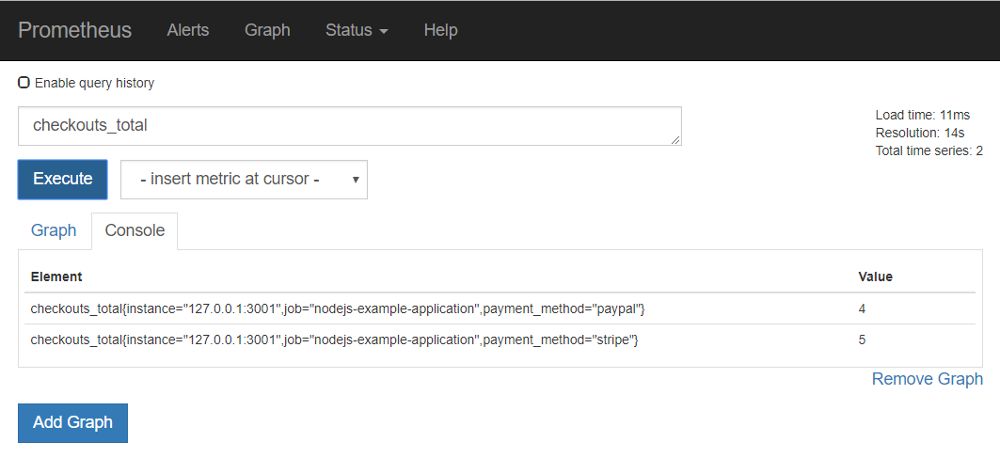 Prometheus Alerts Graph Status Help
Enable query history
checkouts_total
Load time: 11ms
Resolution: 14s
Total time series: 2
Execute - insert metric at cursor -
Graph Console
Element Value
checkouts_total{instance="127.0.0.1:3001",job="nodejs-example-application",payment_method="paypal"} 4
checkouts_total{instance="127.0.0.1:3001",job="nodejs-example-application",payment_method="stripe"} 5
Remove Graph
Add Graph